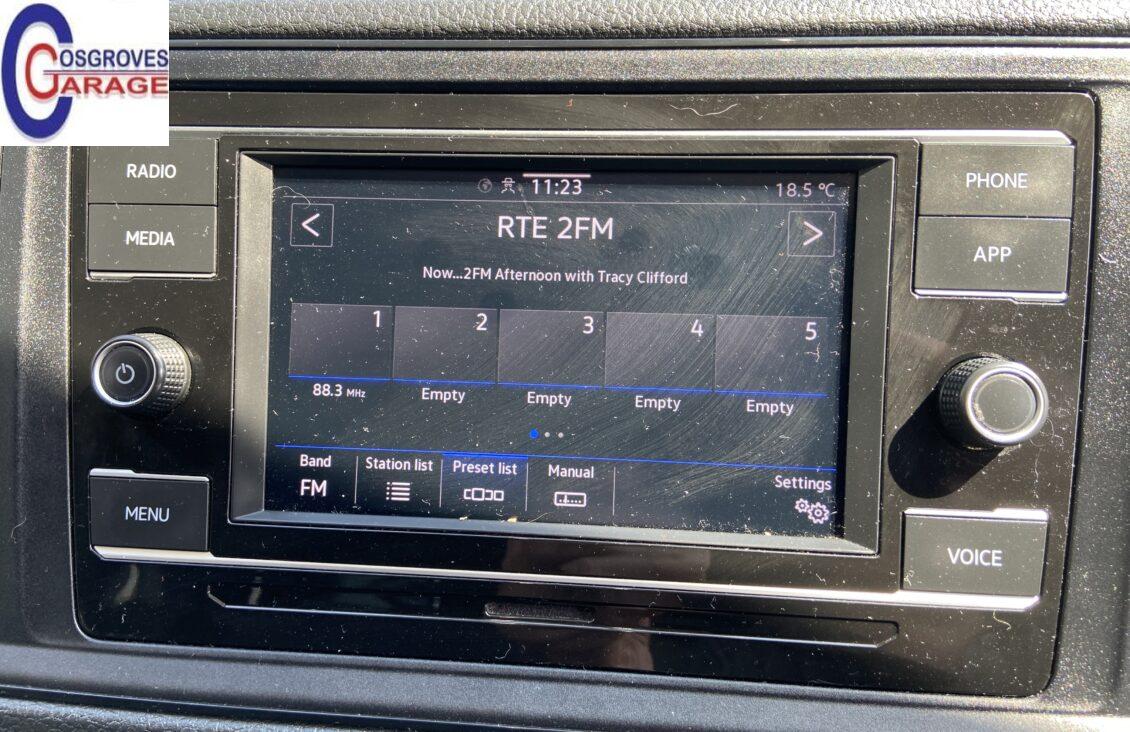 COSGROVES
GARAGE
RADIO
MEDIA
MENU
11:23
18.5 °C
<
RTE 2FM
>
Now...2FM Afternoon with Tracy Clifford
1
2
3
4
5
88.3 MHz
Empty
Empty
Empty
Empty
Band
FM
Station list
Preset list
Manual
Settings
PHONE
APP
VOICE